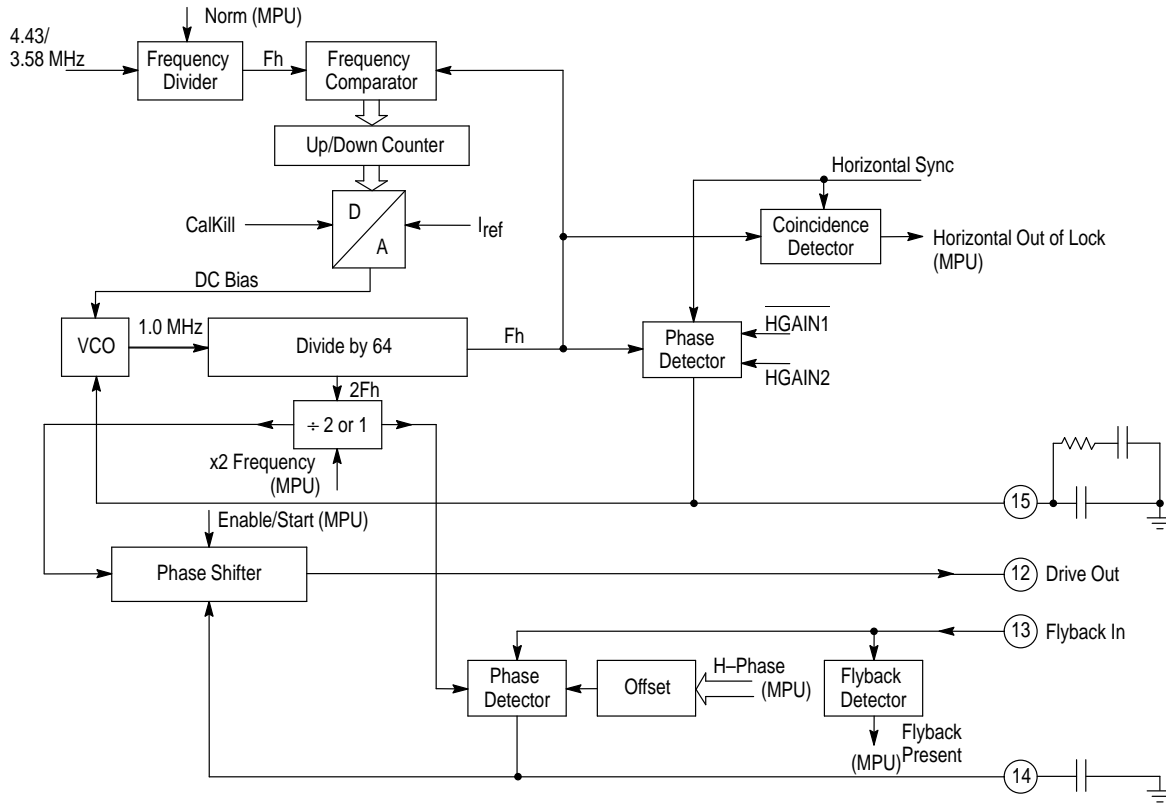 Norm (MPU)
4.43/
3.58 MHz
Frequency
Divider
Fh
Frequency
Comparator
Up/Down Counter
Horizontal Sync
CalKill
D
A
Iref
Coincidence
Detector
Horizontal Out of Lock
(MPU)
DC Bias
VCO
1.0 MHz
Divide by 64
Fh
Phase
Detector
HGAIN1
HGAIN2
2Fh
÷ 2 or 1
x2 Frequency
(MPU)
15
Enable/Start (MPU)
Phase Shifter
12
Drive Out
13
Flyback In
Phase
Detector
Offset
H–Phase
(MPU)
Flyback
Detector
Flyback
Present
(MPU)
14